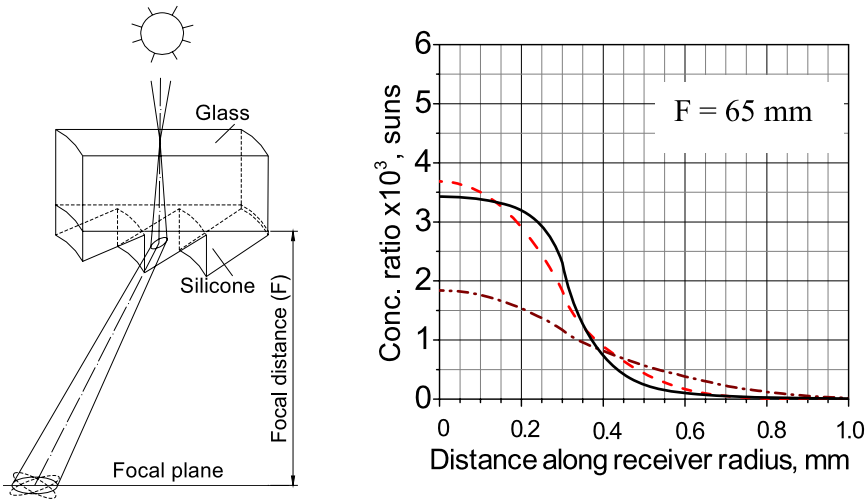 Glass
Silicone
Focal distance (F)
Focal plane
Conc. ratio x10³, suns
6
5
4
3
2
1
0
F = 65 mm
0 0.2 0.4 0.6 0.8 1.0
Distance along receiver radius, mm